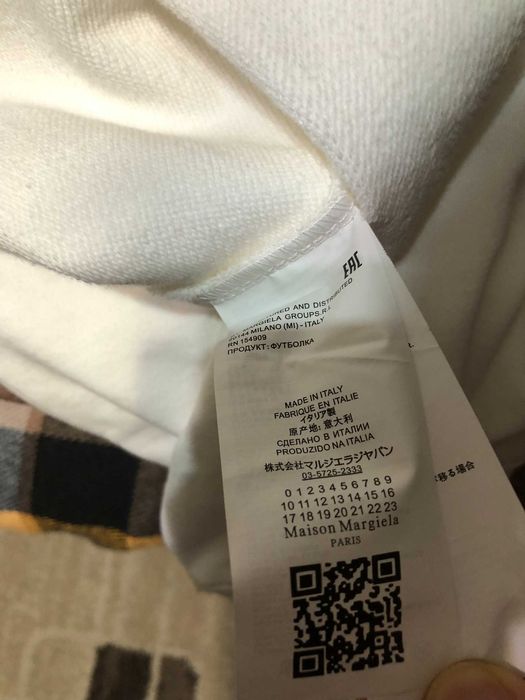 EAC
AND DISTRIBUTED
MARGIELA GROUPS.R.L
20144 MILANO (MI) - ITALY
RN 154909
ПРОДУКТ: ФУТБОЛКА
MADE IN ITALY
FABRIQUE EN ITALIE
イタリア製
原产地: 意大利
СДЕЛАНО В ИТАЛИИ
PRODUZIDO NA ITALIA
株式会社マルジェラジャパン
03-5725-2333
0 1 2 3 4 5 6 7 8 9
10 11 12 13 14 15 16
17 18 19 20 21 22 23
Maison Margiela
PARIS
移る場合